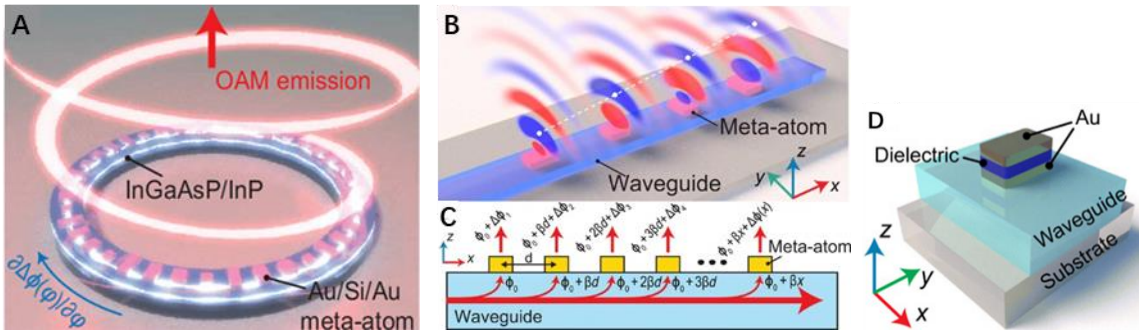 A
OAM emission
InGaAsP/InP
∂Δϕ(φ)/∂φ
Au/Si/Au
meta-atom
B
Meta-atom
Waveguide
z
y
x
C
z
x
ϕ₀ + Δϕ₁
ϕ₀ + βd + Δϕ₂
ϕ₀ + 2βd + Δϕ₃
ϕ₀ + 3βd + Δϕ₄
ϕ₀ + βx + Δϕ(x)
d
Meta-atom
ϕ₀
ϕ₀ + βd
ϕ₀ + 2βd
ϕ₀ + 3βd
ϕ₀ + βx
Waveguide
D
Au
Dielectric
Waveguide
Substrate
z
y
x